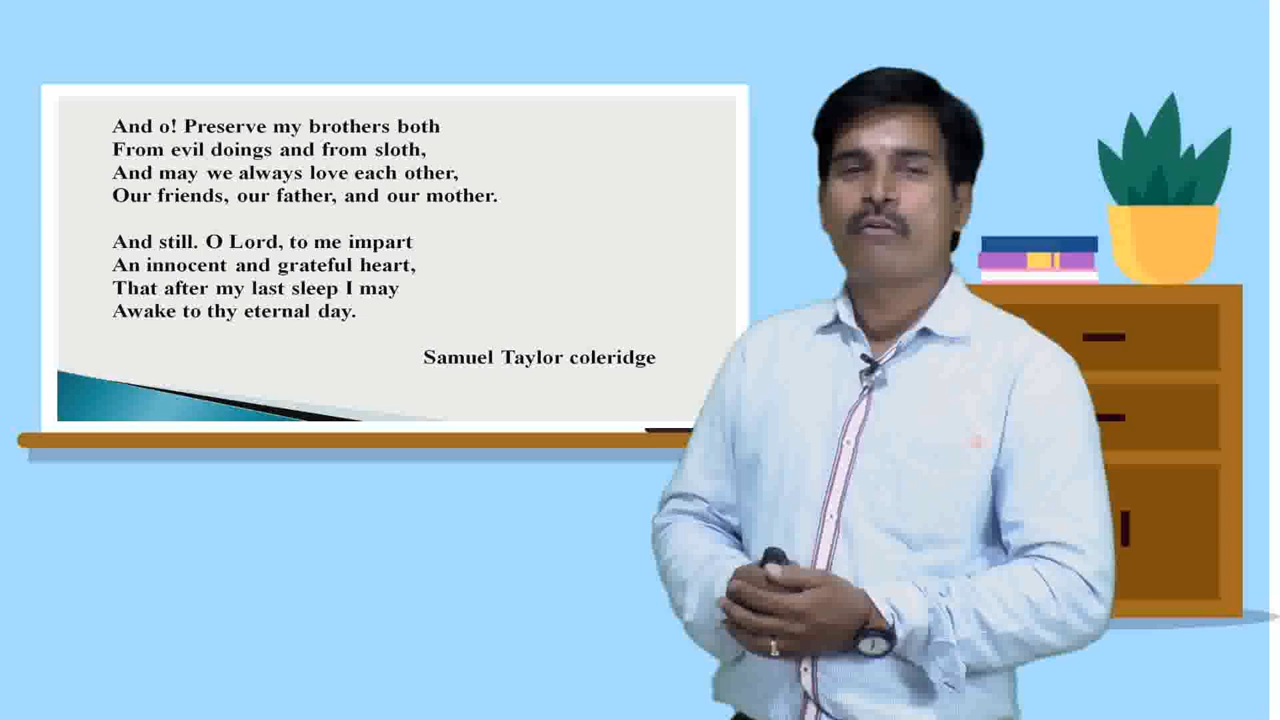 And o! Preserve my brothers both
From evil doings and from sloth,
And may we always love each other,
Our friends, our father, and our mother.
And still. O Lord, to me impart
An innocent and grateful heart,
That after my last sleep I may
Awake to thy eternal day.
Samuel Taylor coleridge